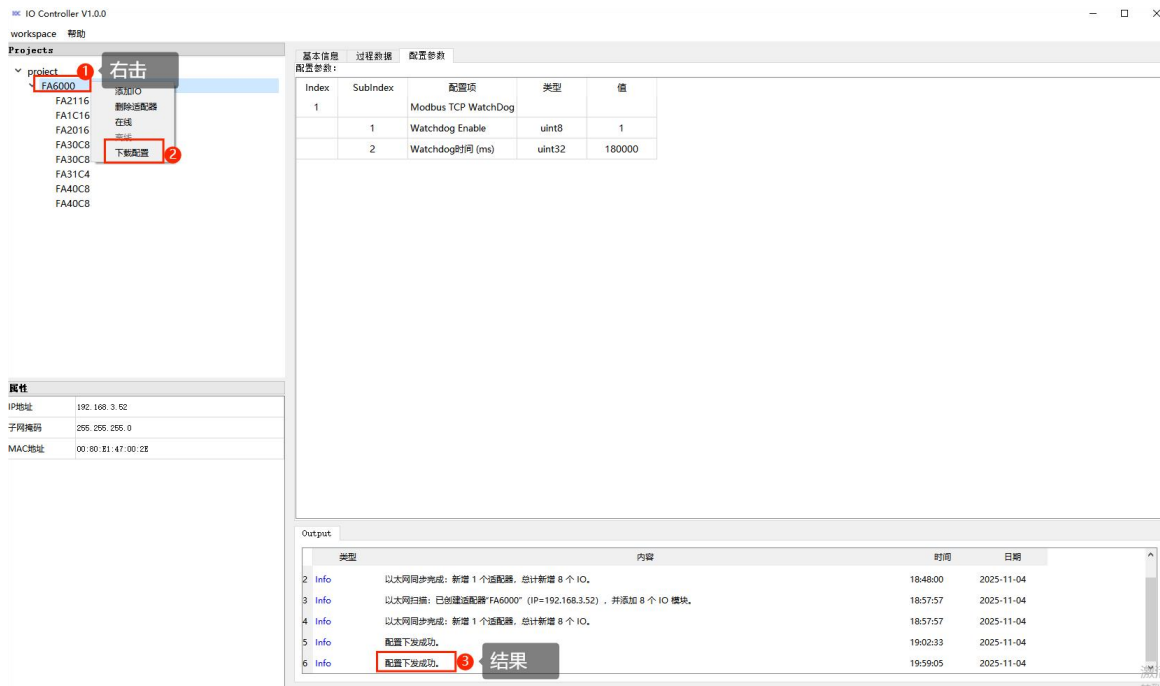 IO Controller V1.0.0
workspace 帮助
Projects
project
1 右击
FA6000
FA2116
FA1C16
FA2016
FA30C8
FA30C8
FA31C4
FA40C8
FA40C8
添加IO
删除适配器
在线
离线
下载配置 2
属性
IP地址 192.168.3.52
子网掩码 255.255.255.0
MAC地址 00:80:E1:47:00:2E
基本信息 过程数据 配置参数
配置参数：
Index SubIndex 配置项 类型 值
1 Modbus TCP WatchDog
1 Watchdog Enable uint8 1
2 Watchdog时间 (ms) uint32 180000
Output
类型 内容 时间 日期
2 Info 以太网同步完成：新增 1 个适配器，总计新增 8 个 IO。 18:48:00 2025-11-04
3 Info 以太网扫描：已创建适配器“FA6000”（IP=192.168.3.52），并添加 8 个 IO 模块。 18:57:57 2025-11-04
4 Info 以太网同步完成：新增 1 个适配器，总计新增 8 个 IO。 18:57:57 2025-11-04
5 Info 配置下发成功。 19:02:33 2025-11-04
6 Info 配置下发成功。 3 结果 19:59:05 2025-11-04